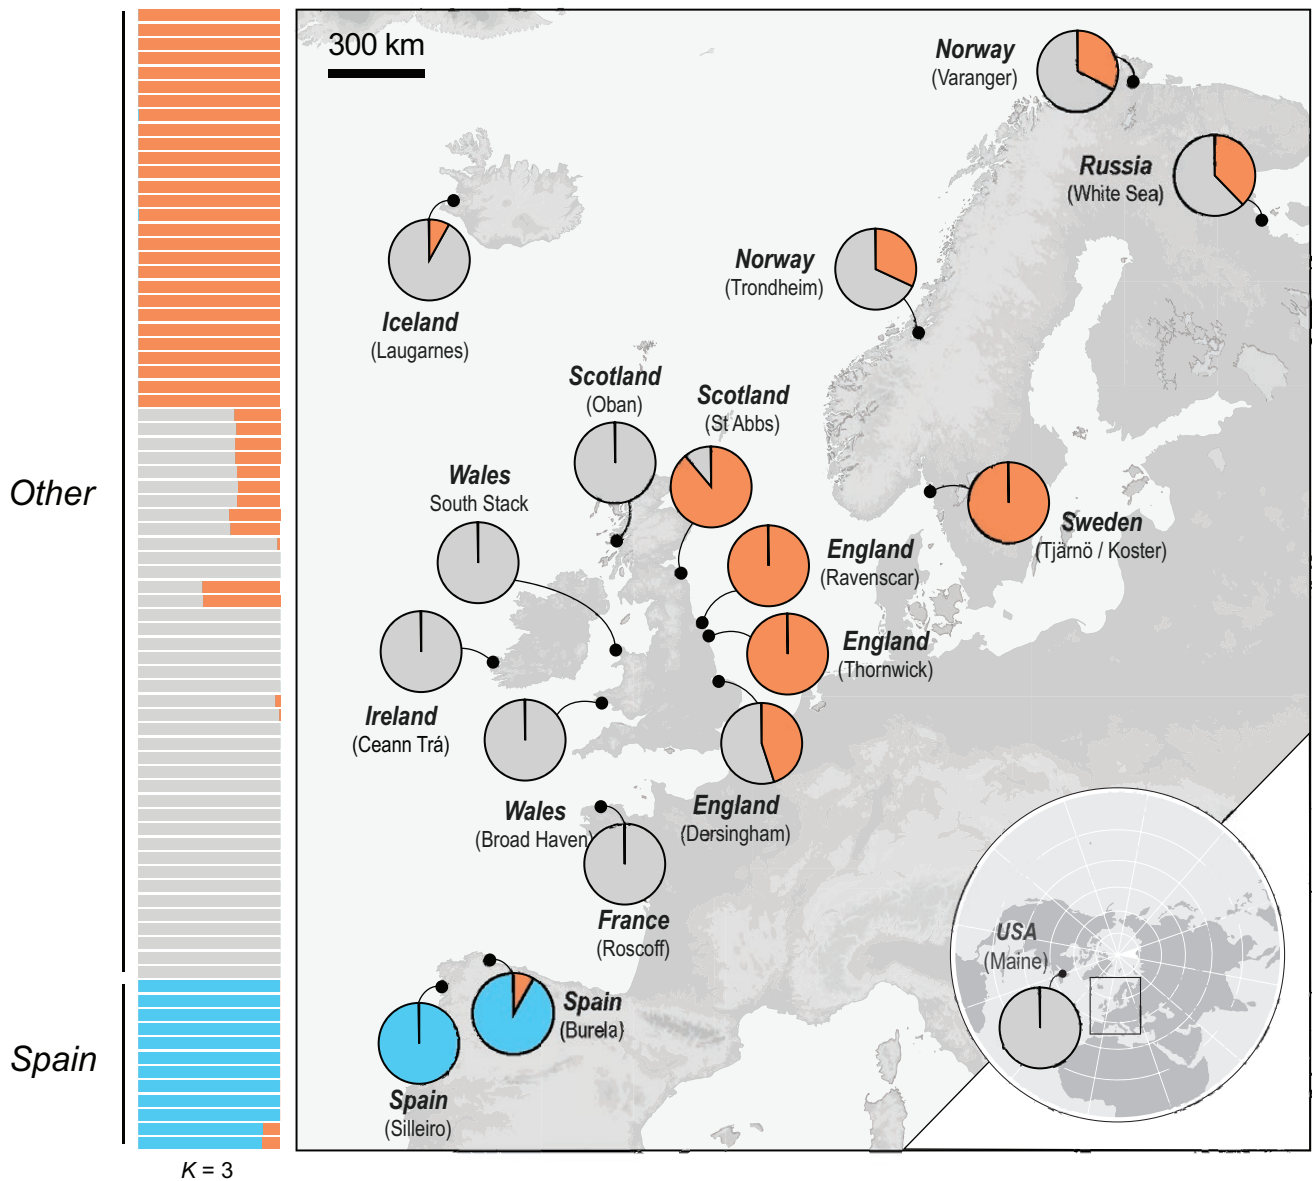 300 km
Norway
(Varanger)
Russia
(White Sea)
Norway
(Trondheim)
Iceland
(Laugarnes)
Scotland
(Oban)
Scotland
(St Abbs)
Wales
South Stack
Other
England
(Ravenscar)
Sweden
(Tjärnö / Koster)
England
(Thornwick)
Ireland
(Ceann Trá)
Wales
(Broad Haven)
England
(Dersingham)
France
(Roscoff)
USA
(Maine)
Spain
(Burela)
Spain
Spain
(Silleiro)
K = 3